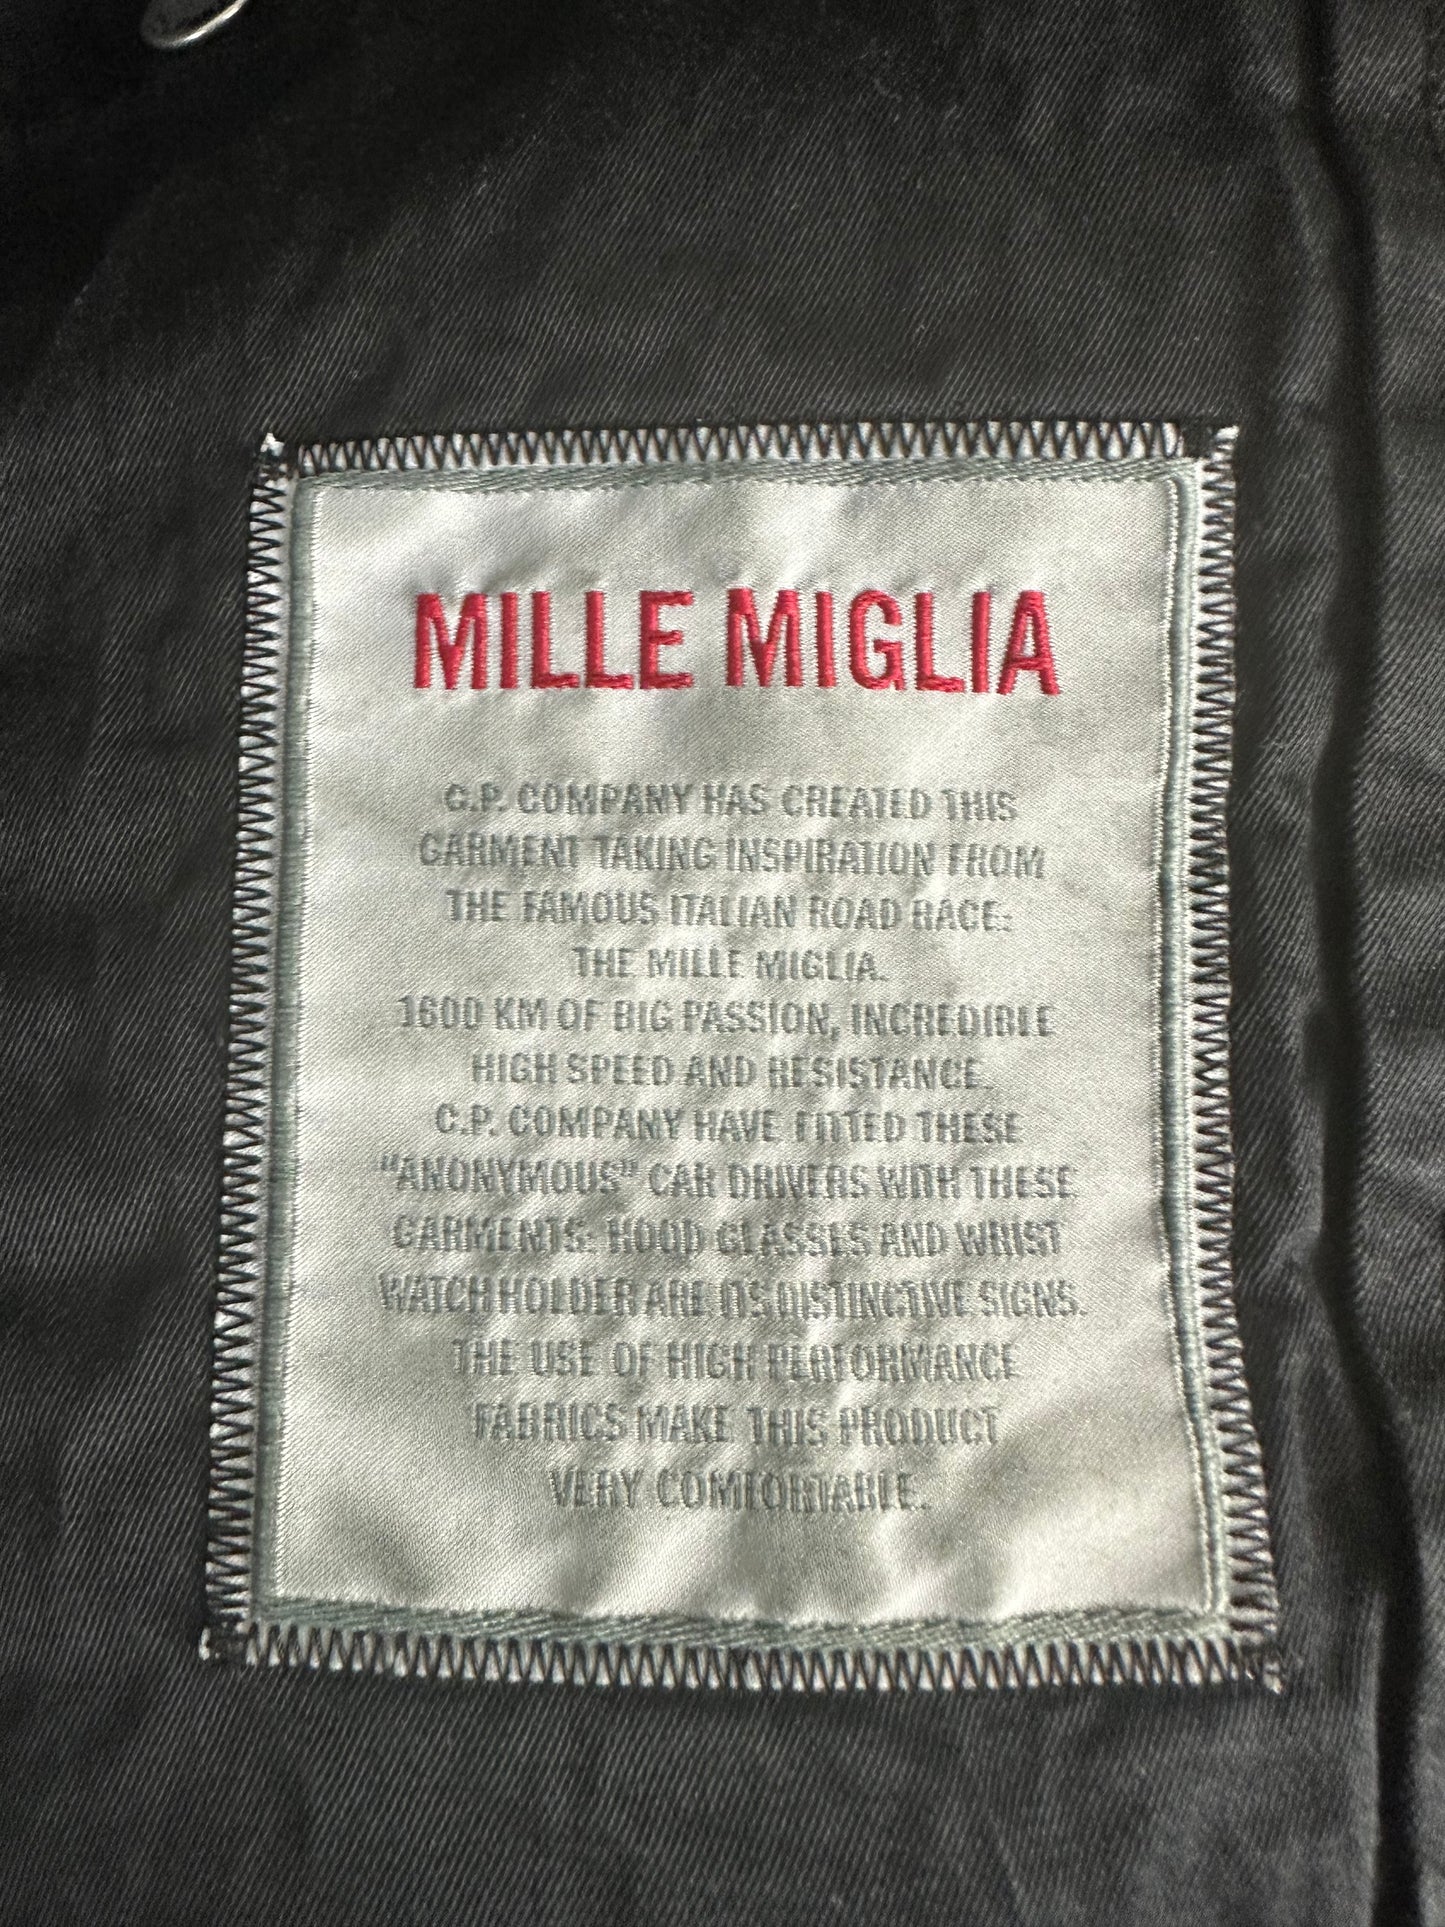 MILLE MIGLIA
C.P. COMPANY HAS CREATED THIS
GARMENT TAKING INSPIRATION FROM
THE FAMOUS ITALIAN ROAD RACE:
THE MILLE MIGLIA.
1600 KM OF BIG PASSION, INCREDIBLE
HIGH SPEED AND RESISTANCE.
C.P. COMPANY HAVE FITTED THESE
"ANONYMOUS" CAR DRIVERS WITH THESE
GARMENTS: HOOD GLASSES AND WRIST
WATCH HOLDER ARE ITS DISTINCTIVE SIGNS.
THE USE OF HIGH PERFORMANCE
FABRICS MAKE THIS PRODUCT
VERY COMFORTABLE.